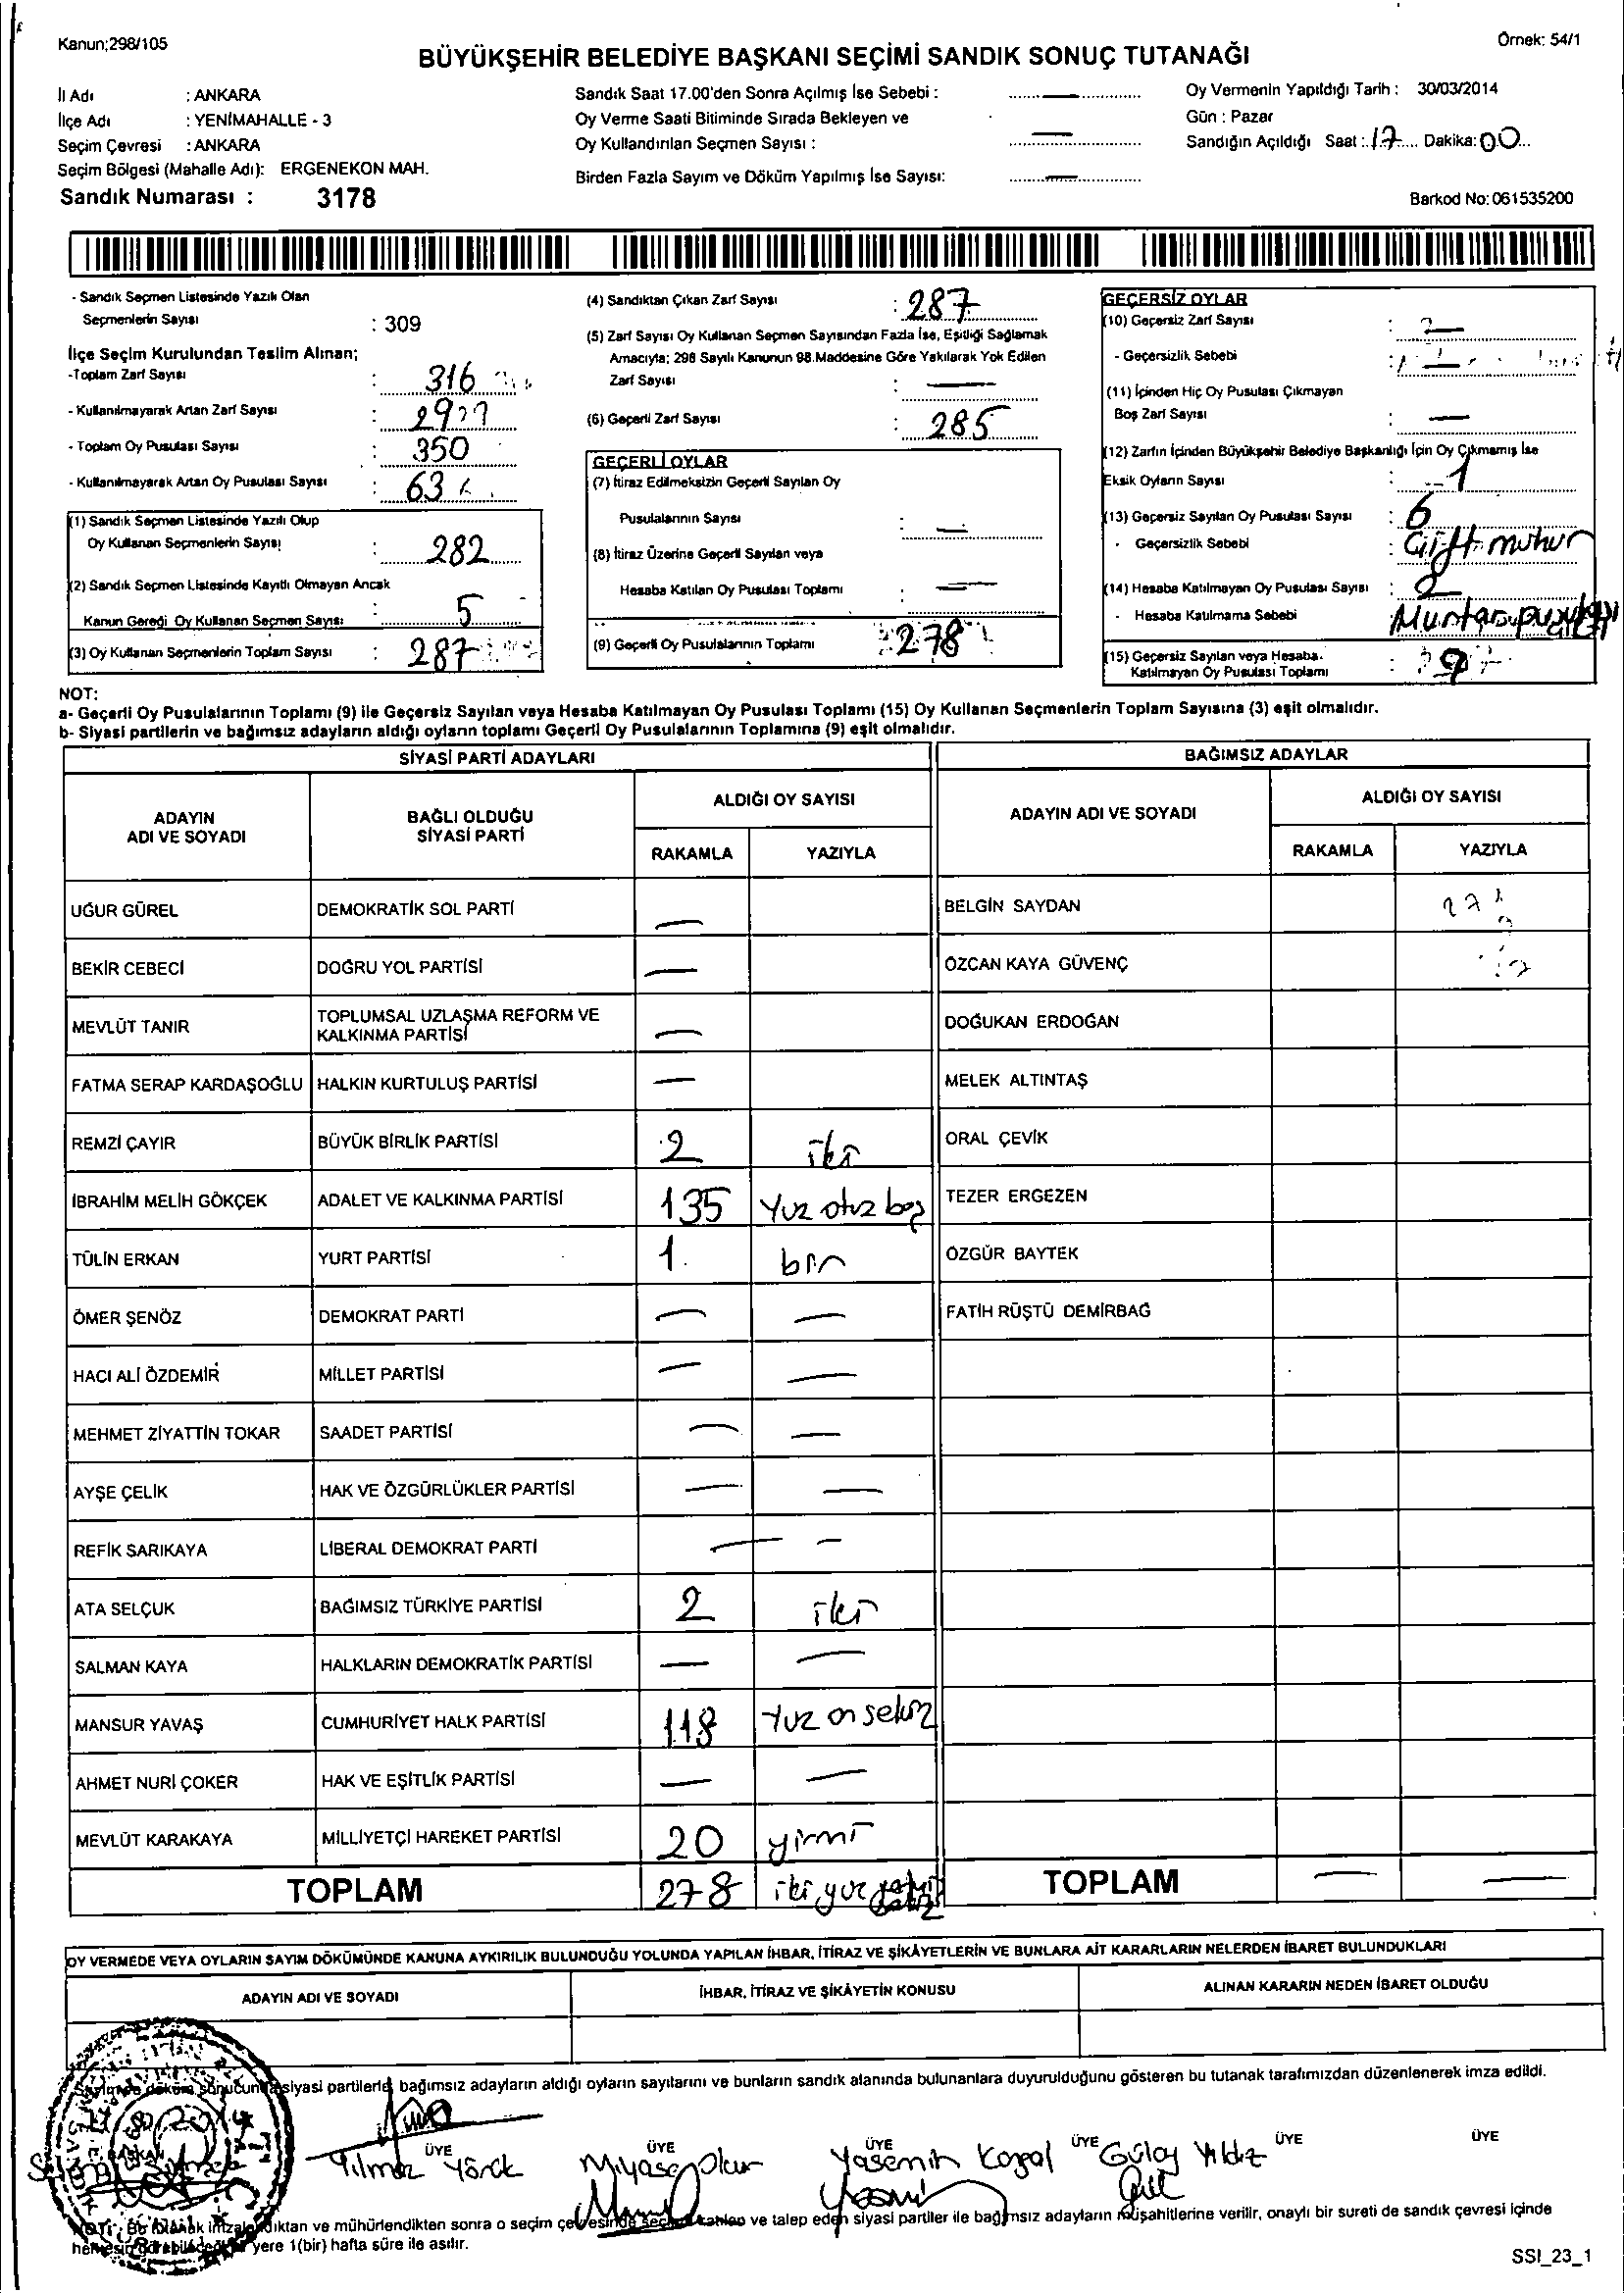 Kanun;298/105
Örnek: 54/1
BÜYÜKŞEHİR BELEDİYE BAŞKANI SEÇİMİ SANDIK SONUÇ TUTANAĞI
İl Adı : ANKARA
İlçe Adı : YENİMAHALLE - 3
Seçim Çevresi : ANKARA
Seçim Bölgesi (Mahalle Adı): ERGENEKON MAH.
Sandık Numarası : 3178
Sandık Saat 17.00'den Sonra Açılmış İse Sebebi : —
Oy Verme Saati Bitiminde Sırada Bekleyen ve
Oy Kullandırılan Seçmen Sayısı : —
Birden Fazla Sayım ve Döküm Yapılmış İse Sayısı: —
Oy Vermenin Yapıldığı Tarih : 30/03/2014
Gün : Pazar
Sandığın Açıldığı Saat : 17 Dakika: 00
Barkod No: 061535200
- Sandık Seçmen Listesinde Yazılı Olan
Seçmenlerin Sayısı : 309
İlçe Seçim Kurulundan Teslim Alınan;
-Toplam Zarf Sayısı : 316
- Kullanılmayarak Artan Zarf Sayısı :
- Toplam Oy Pusulası Sayısı : 350
- Kullanılmayarak Artan Oy Pusulası Sayısı : 63
(1) Sandık Seçmen Listesinde Yazılı Olup
Oy Kullanan Seçmenlerin Sayısı : 282
(2) Sandık Seçmen Listesinde Kayıtlı Olmayan Ancak
Kanun Gereği Oy Kullanan Seçmen Sayısı : 5
(3) Oy Kullanan Seçmenlerin Toplam Sayısı : 287
(4) Sandıktan Çıkan Zarf Sayısı : 287
(5) Zarf Sayısı Oy Kullanan Seçmen Sayısından Fazla İse, Eşitliği Sağlamak
Amacıyla; 298 Sayılı Kanunun 98.Maddesine Göre Yakılarak Yok Edilen
Zarf Sayısı : —
(6) Geçerli Zarf Sayısı : 285
GEÇERLİ OYLAR
(7) İtiraz Edilmeksizin Geçerli Sayılan Oy
Pusulalarının Sayısı : —
(8) İtiraz Üzerine Geçerli Sayılan veya
Hesaba Katılan Oy Pusulası Toplamı : —
(9) Geçerli Oy Pusulalarının Toplamı : 278
GEÇERSİZ OYLAR
(10) Geçersiz Zarf Sayısı : 2
- Geçersizlik Sebebi :
(11) İçinden Hiç Oy Pusulası Çıkmayan
Boş Zarf Sayısı : —
(12) Zarfın İçinden Büyükşehir Belediye Başkanlığı İçin Oy Çıkmamış İse
Eksik Oyların Sayısı : 1
(13) Geçersiz Sayılan Oy Pusulası Sayısı : 6
- Geçersizlik Sebebi : Çift muhur
(14) Hesaba Katılmayan Oy Pusulası Sayısı : 2
- Hesaba Katılmama Sebebi
(15) Geçersiz Sayılan veya Hesaba
Katılmayan Oy Pusulası Toplamı : 9
NOT:
a- Geçerli Oy Pusulalarının Toplamı (9) ile Geçersiz Sayılan veya Hesaba Katılmayan Oy Pusulası Toplamı (15) Oy Kullanan Seçmenlerin Toplam Sayısına (3) eşit olmalıdır.
b- Siyasi partilerin ve bağımsız adayların aldığı oyların toplamı Geçerli Oy Pusulalarının Toplamına (9) eşit olmalıdır.
SİYASİ PARTİ ADAYLARI
BAĞIMSIZ ADAYLAR
ADAYIN ADI VE SOYADI
BAĞLI OLDUĞU SİYASİ PARTİ
ALDIĞI OY SAYISI
RAKAMLA YAZIYLA
ADAYIN ADI VE SOYADI
ALDIĞI OY SAYISI
RAKAMLA YAZIYLA
UĞUR GÜREL DEMOKRATİK SOL PARTİ — BELGİN SAYDAN
BEKİR CEBECİ DOĞRU YOL PARTİSİ — ÖZCAN KAYA GÜVENÇ
MEVLÜT TANIR TOPLUMSAL UZLAŞMA REFORM VE KALKINMA PARTİSİ — DOĞUKAN ERDOĞAN
FATMA SERAP KARDAŞOĞLU HALKIN KURTULUŞ PARTİSİ — MELEK ALTINTAŞ
REMZİ ÇAYIR BÜYÜK BİRLİK PARTİSİ 2 iki ORAL ÇEVİK
İBRAHİM MELİH GÖKÇEK ADALET VE KALKINMA PARTİSİ 135 Yuz otuz beş TEZER ERGEZEN
TÜLİN ERKAN YURT PARTİSİ 1 bir ÖZGÜR BAYTEK
ÖMER ŞENÖZ DEMOKRAT PARTİ — — FATİH RÜŞTÜ DEMİRBAĞ
HACI ALİ ÖZDEMİR MİLLET PARTİSİ — —
MEHMET ZİYATTİN TOKAR SAADET PARTİSİ — —
AYŞE ÇELİK HAK VE ÖZGÜRLÜKLER PARTİSİ — —
REFİK SARIKAYA LİBERAL DEMOKRAT PARTİ — —
ATA SELÇUK BAĞIMSIZ TÜRKİYE PARTİSİ 2 iki
SALMAN KAYA HALKLARIN DEMOKRATİK PARTİSİ — —
MANSUR YAVAŞ CUMHURİYET HALK PARTİSİ 118 Yuz on sekiz
AHMET NURİ ÇOKER HAK VE EŞİTLİK PARTİSİ — —
MEVLÜT KARAKAYA MİLLİYETÇİ HAREKET PARTİSİ 20 yirmi
TOPLAM 278 iki yuz TOPLAM — —
OY VERMEDE VEYA OYLARIN SAYIM DÖKÜMÜNDE KANUNA AYKIRILIK BULUNDUĞU YOLUNDA YAPILAN İHBAR, İTİRAZ VE ŞİKÂYETLERİN VE BUNLARA AİT KARARLARIN NELERDEN İBARET BULUNDUKLARI
ADAYIN ADI VE SOYADI İHBAR, İTİRAZ VE ŞİKÂYETİN KONUSU ALINAN KARARIN NEDEN İBARET OLDUĞU
siyasi partilerle, bağımsız adayların aldığı oyların sayılarını ve bunların sandık alanında bulunanlara duyurulduğunu gösteren bu tutanak tarafımızdan düzenlenerek imza edildi.
ÜYE ÜYE ÜYE ÜYE ÜYE ÜYE
Yılmaz Yörük Miyase Okur Yasemin Koral Gülay Yıldız
NOT: Bu tutanak imzalandıktan ve mühürlendikten sonra o seçim çevresinde ve talep eden siyasi partiler ile bağımsız adayların müşahitlerine verilir, onaylı bir sureti de sandık çevresi içinde
yere 1(bir) hafta süre ile asılır.
SSI_23_1